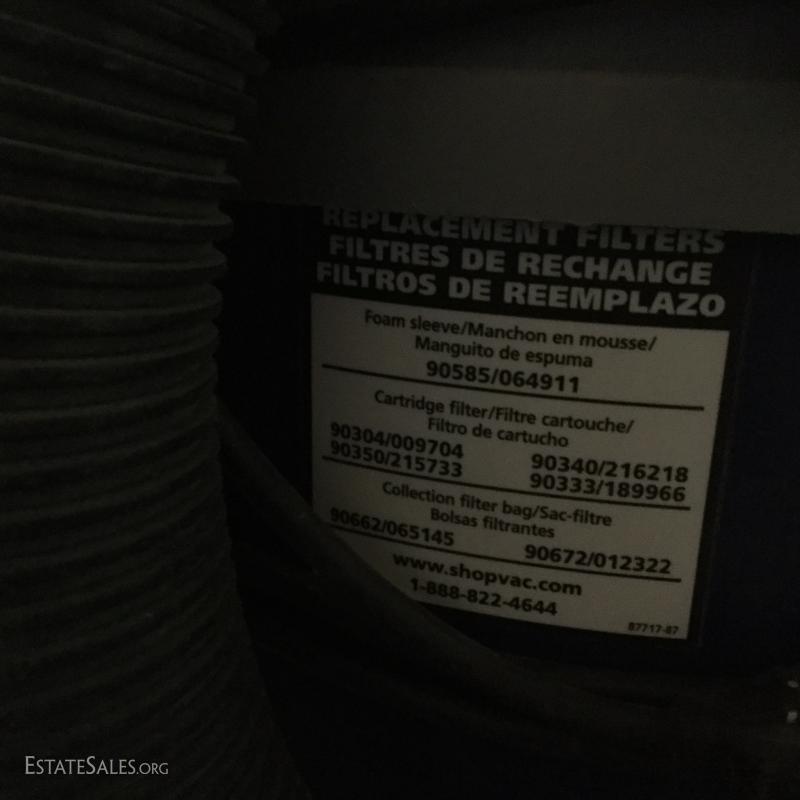 REPLACEMENT FILTERS
FILTRES DE RECHANGE
FILTROS DE REEMPLAZO
Foam sleeve/Manchon en mousse/
Manguito de espuma
90585/064911
Cartridge filter/Filtre cartouche/
Filtro de cartucho
90304/009704 90340/216218
90350/215733 90333/189966
Collection filter bag/Sac-filtre
Bolsas filtrantes
90662/065145 90672/012322
www.shopvac.com
1-888-822-4644
87717-87
ESTATESALES.ORG